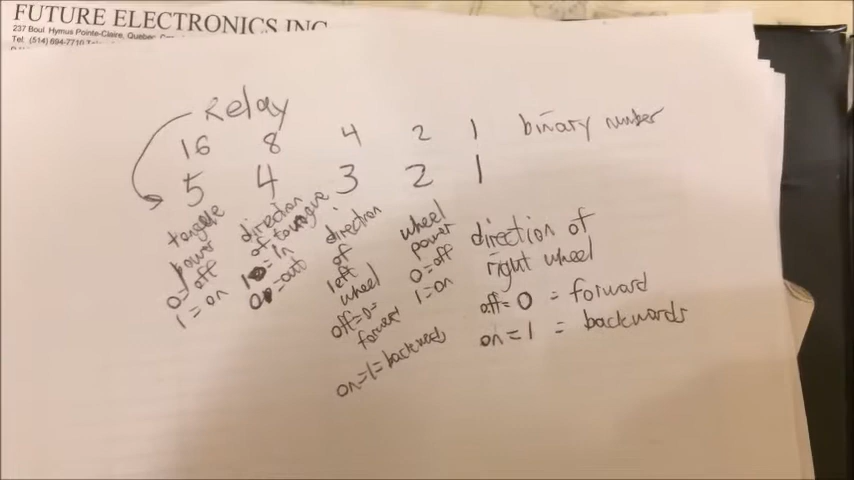 FUTURE ELECTRONICS INC
237 Boul. Hymus Pointe-Claire, Quebec,
Tel: (514) 694-7710
Relay
16 8 4 2 1 binary number
5 4 3 2 1
toungue
power
0=off
1=on
direction
of toungue
1=in
0=out
direction
of
left
wheel
off=0=
forward
on=1=backwards
wheel
power
0=off
1=on
direction of
right wheel
off=0 = forward
on=1 = backwards